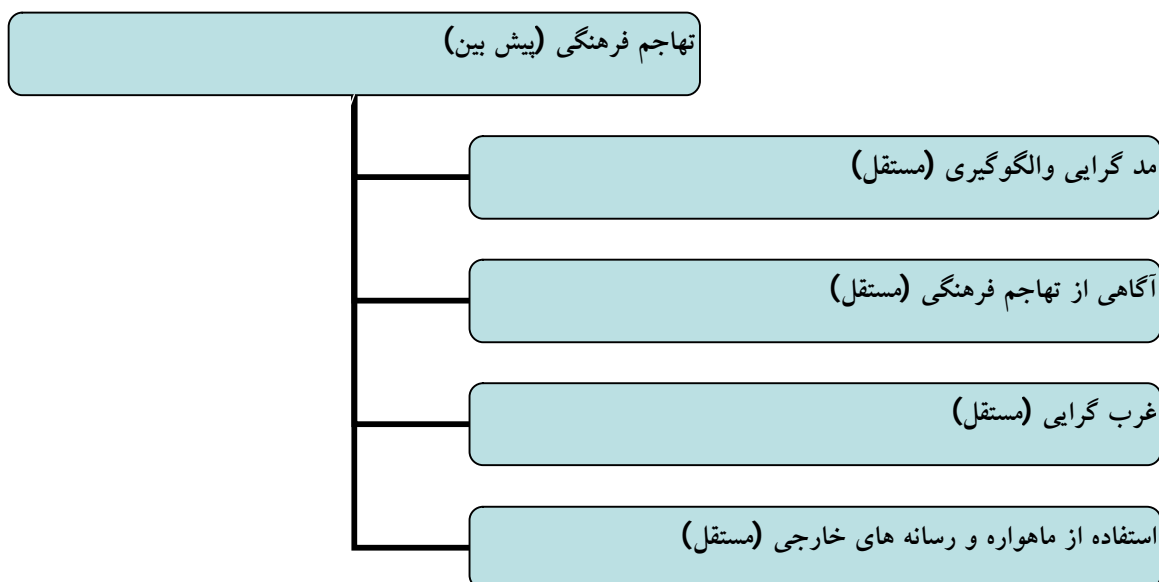 تهاجم فرهنگی (پیش بین)
مد گرایی والگوگیری (مستقل)
آگاهی از تهاجم فرهنگی (مستقل)
غرب گرایی (مستقل)
استفاده از ماهواره و رسانه های خارجی (مستقل)